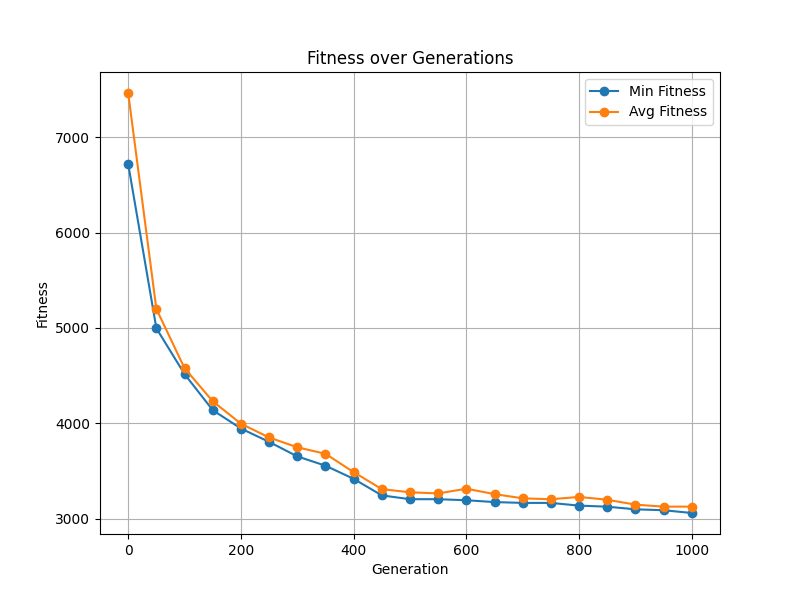 Fitness over Generations
Min Fitness
Avg Fitness
7000
6000
5000
4000
3000
Fitness
0 200 400 600 800 1000
Generation